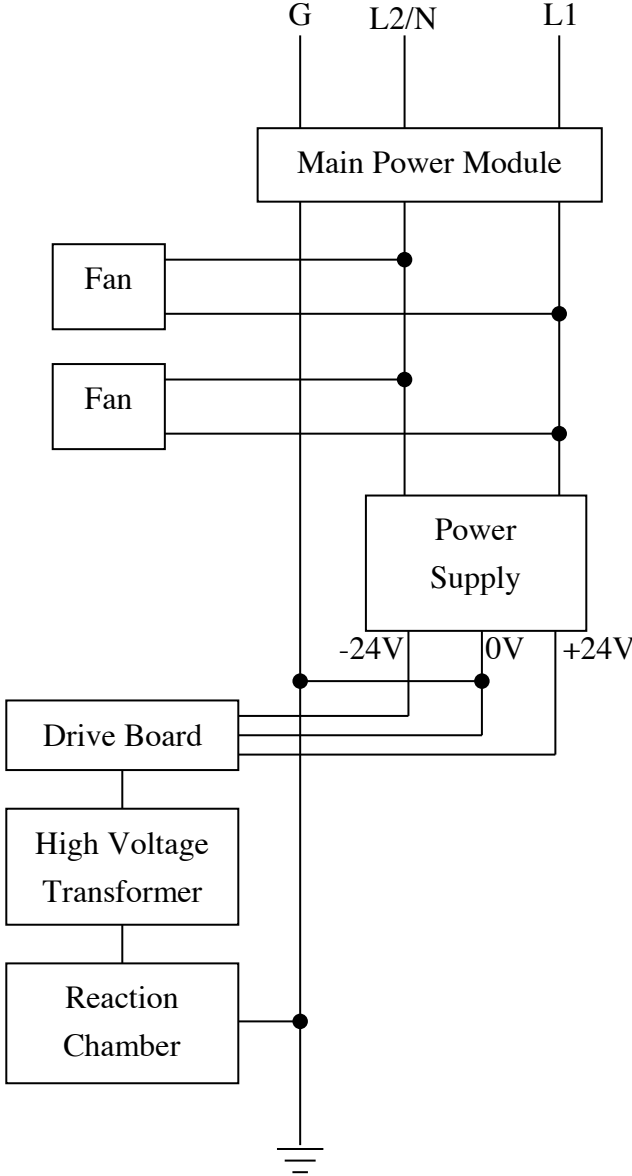 G
L2/N
L1
Main Power Module
Fan
Fan
Power
Supply
-24V
0V
+24V
Drive Board
High Voltage
Transformer
Reaction
Chamber